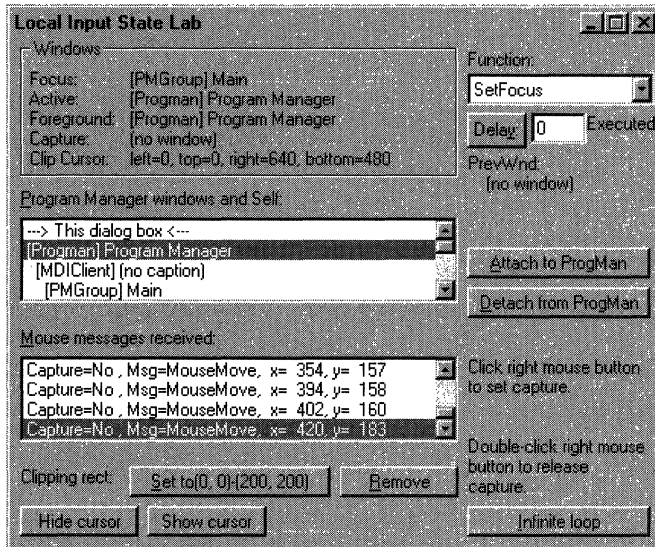 Local Input State Lab
Windows
Focus: [PMGroup] Main
Active: [Progman] Program Manager
Foreground: [Progman] Program Manager
Capture: (no window)
Clip Cursor: left=0, top=0, right=640, bottom=480
Function:
SetFocus
Delay: 0 Executed
PrevWnd:
(no window)
Program Manager windows and Self:
---> This dialog box <---
[Progman] Program Manager
[MDIClient] (no caption)
[PMGroup] Main
Attach to ProgMan
Detach from ProgMan
Mouse messages received:
Capture=No , Msg=MouseMove, x= 354, y= 157
Capture=No , Msg=MouseMove, x= 394, y= 158
Capture=No , Msg=MouseMove, x= 402, y= 160
Capture=No , Msg=MouseMove, x= 420, y= 183
Click right mouse button
to set capture.
Double-click right mouse
button to release
capture.
Clipping rect: Set to(0, 0)-(200, 200) Remove
Hide cursor Show cursor Infinite loop